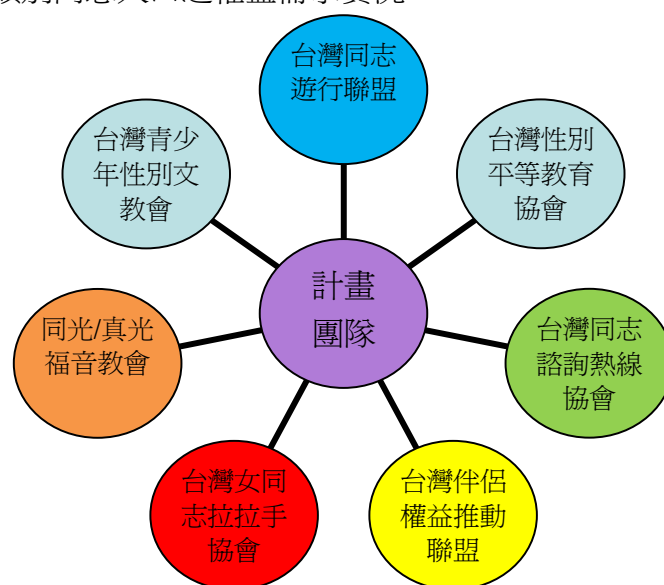 台灣同志
遊行聯盟
台灣青少
年性別文
教會
台灣性別
平等教育
協會
計畫
團隊
同光/真光
福音教會
台灣同志
諮詢熱線
協會
台灣女同
志拉拉手
協會
台灣伴侶
權益推動
聯盟